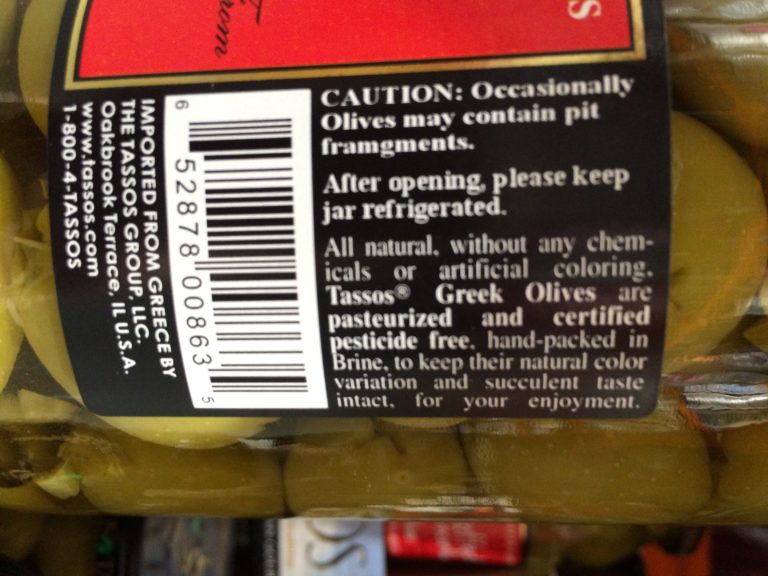 rom
S
CAUTION: Occasionally
Olives may contain pit
framgments.
After opening, please keep
jar refrigerated.
All natural, without any chem-
icals or artificial coloring.
Tassos® Greek Olives are
pasteurized and certified
pesticide free, hand-packed in
Brine, to keep their natural color
variation and succulent taste
intact, for your enjoyment.
6 52878 00863 5
IMPORTED FROM GREECE BY
THE TASSOS GROUP, LLC.
Oakbrook Terrace, IL U.S.A.
www.tassos.com
1-800-4-TASSOS
OS